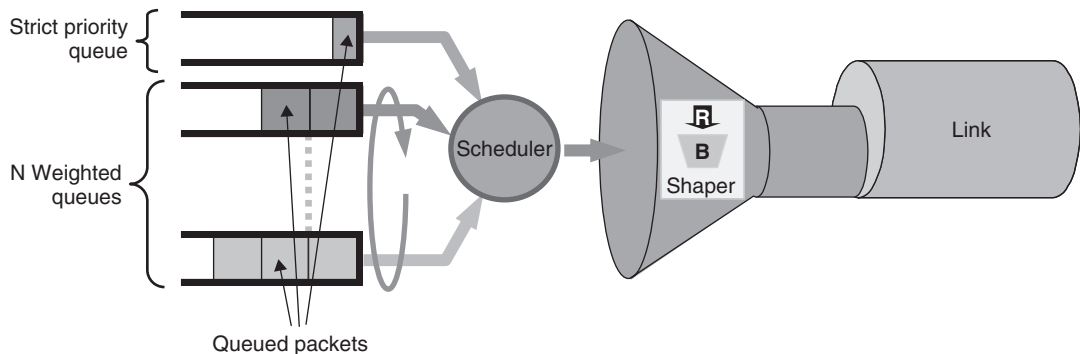 Strict priority
queue
N Weighted
queues
Queued packets
Scheduler
R
B
Shaper
Link